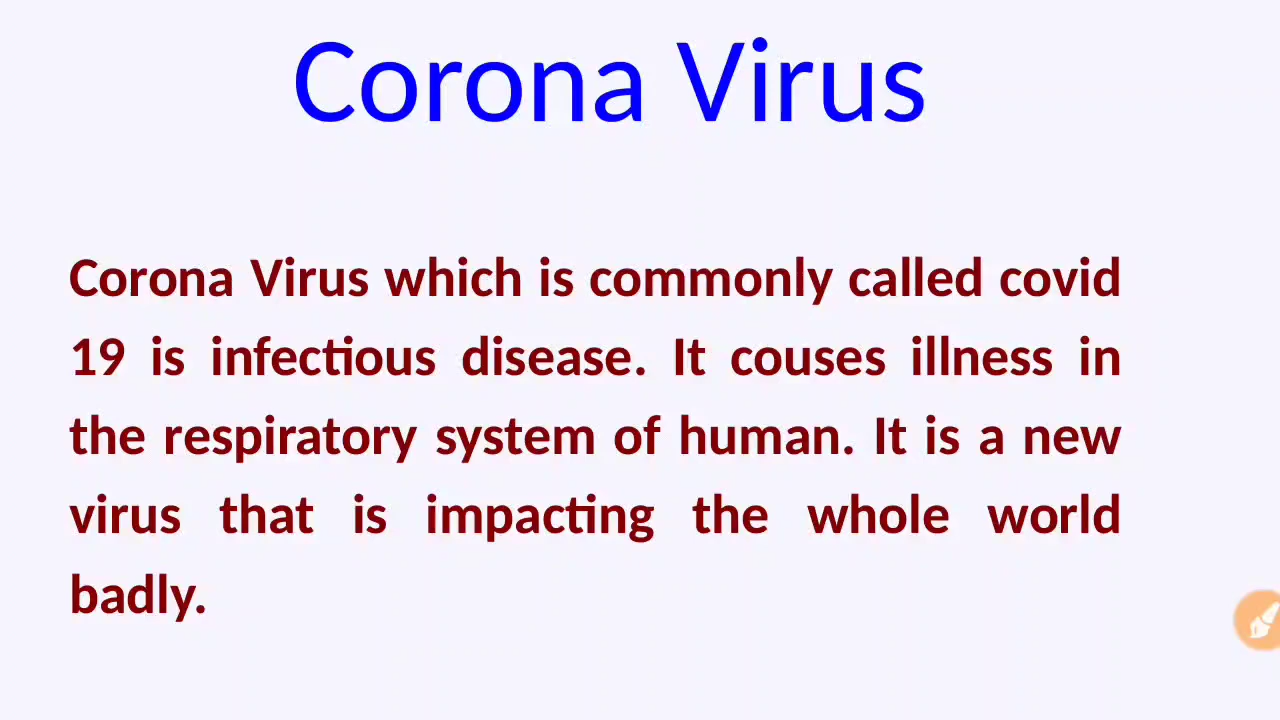 Corona Virus
Corona Virus which is commonly called covid
19 is infectious disease. It couses illness in
the respiratory system of human. It is a new
virus that is impacting the whole world
badly.